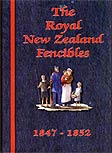 The
Royal
New Zealand
Fencibles
1847 - 1852